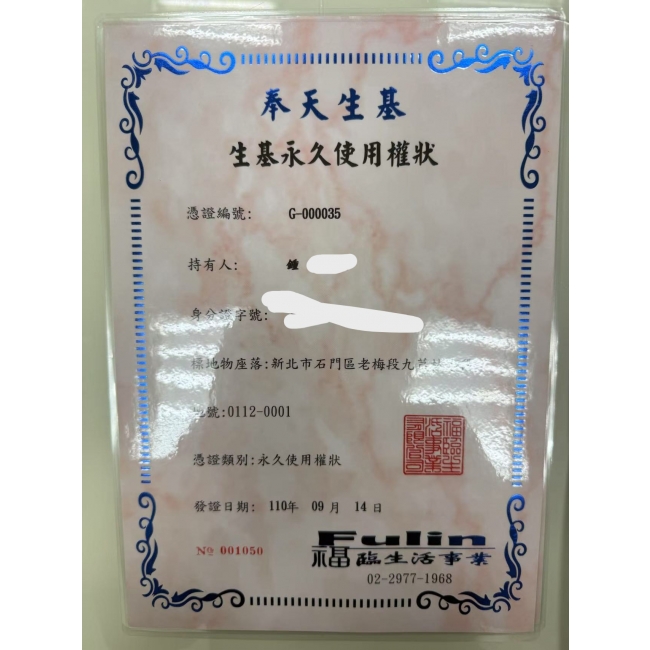 奉天生基
生基永久使用權狀
憑證編號: G-000035
持有人: 鍾
身分證字號:
標地物座落:新北市石門區老梅段九芎林
地號:0112-0001
憑證類別:永久使用權狀
發證日期: 110年 09月 14日
№ 001050
Fulin
福臨生活事業
02-2977-1968